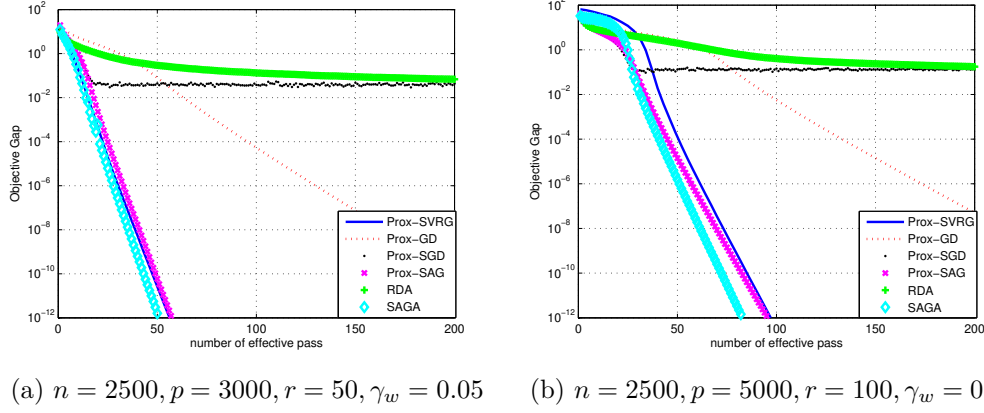 10^2
10^0
10^-2
10^-4
10^-6
10^-8
10^-10
10^-12
Objective Gap
0 50 100 150 200
number of effective pass
Prox−SVRG
Prox−GD
Prox−SGD
Prox−SAG
RDA
SAGA
(a) n = 2500, p = 3000, r = 50, γ_w = 0.05
10^2
10^0
10^-2
10^-4
10^-6
10^-8
10^-10
10^-12
Objective Gap
0 50 100 150 200
number of effective pass
Prox−SVRG
Prox−GD
Prox−SGD
Prox−SAG
RDA
SAGA
(b) n = 2500, p = 5000, r = 100, γ_w = 0